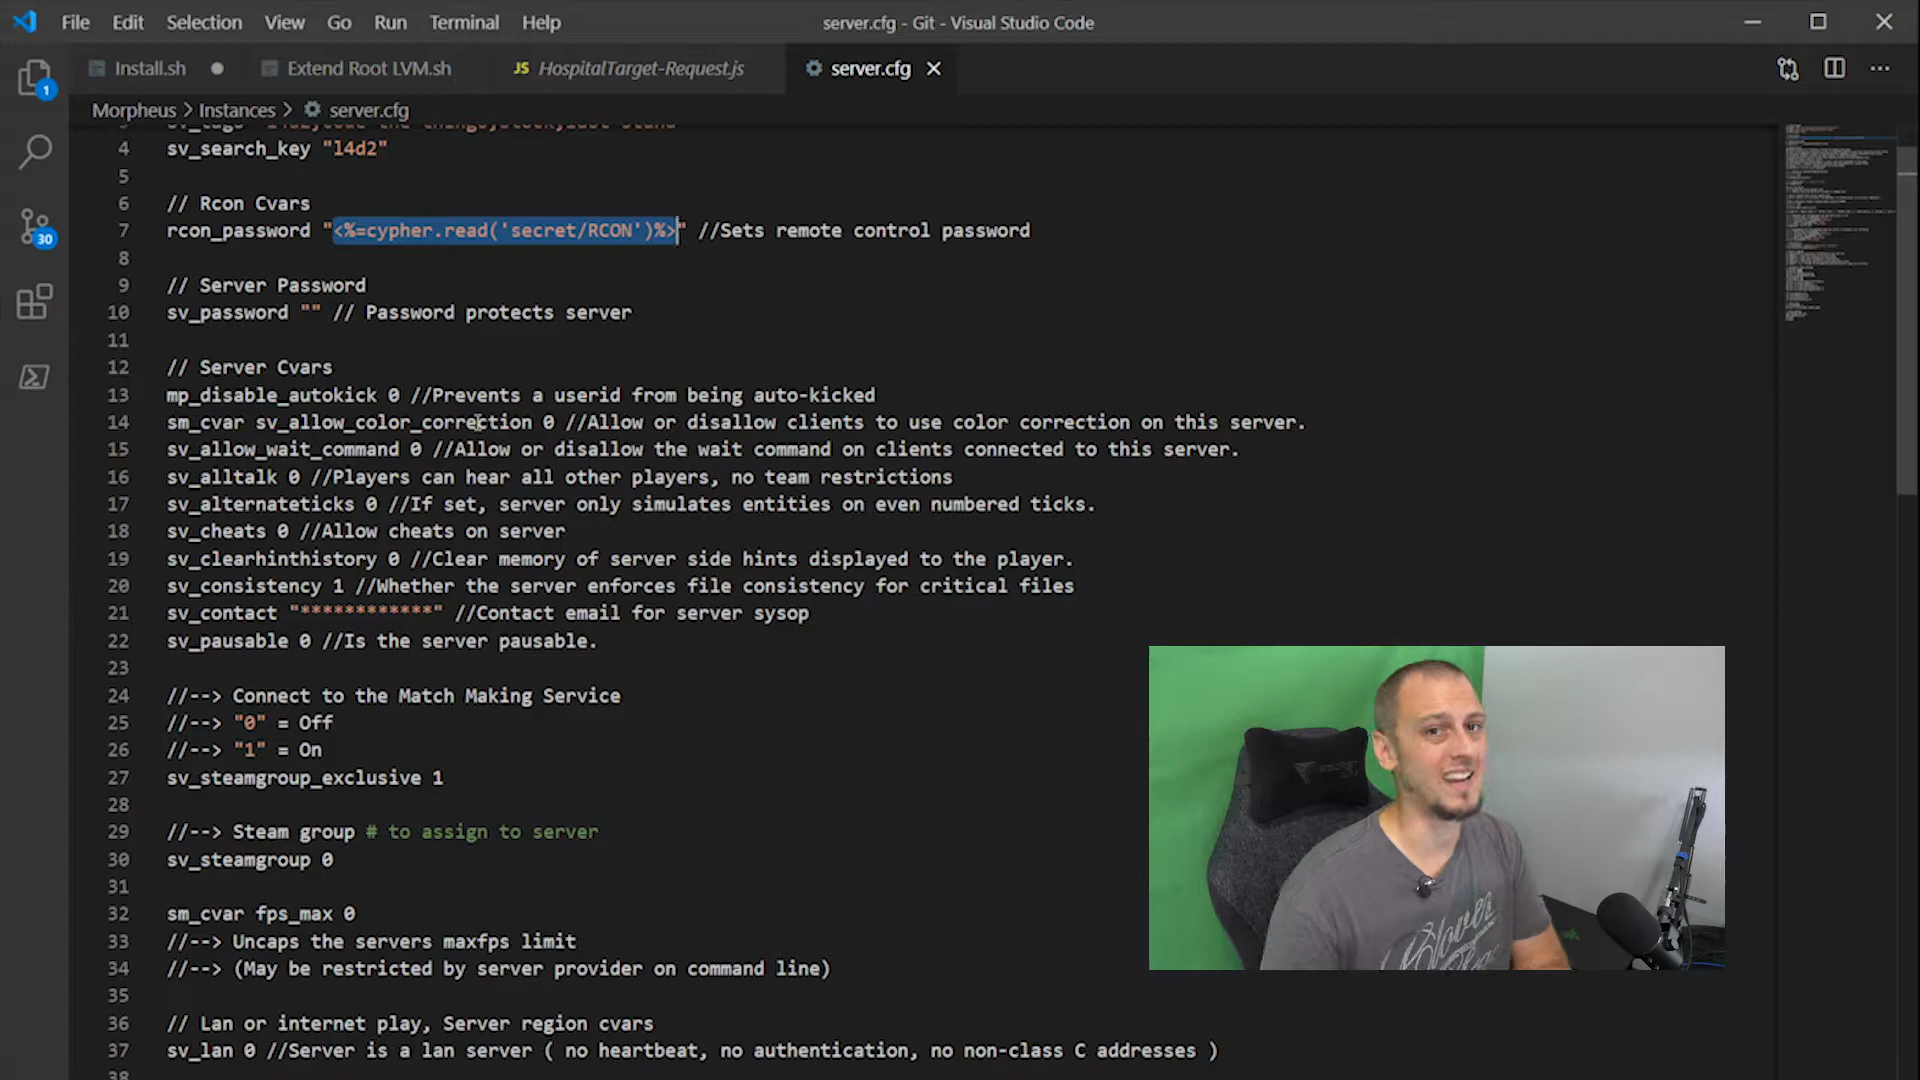 File Edit Selection View Go Run Terminal Help
server.cfg - Git - Visual Studio Code
Install.sh
Extend Root LVM.sh
JS HospitalTarget-Request.js
server.cfg
Morpheus > Instances > server.cfg
4 sv_search_key "l4d2"
5
6 // Rcon Cvars
7 rcon_password "<%=cypher.read('secret/RCON')%>" //Sets remote control password
8
9 // Server Password
10 sv_password "" // Password protects server
11
12 // Server Cvars
13 mp_disable_autokick 0 //Prevents a userid from being auto-kicked
14 sm_cvar sv_allow_color_correction 0 //Allow or disallow clients to use color correction on this server.
15 sv_allow_wait_command 0 //Allow or disallow the wait command on clients connected to this server.
16 sv_alltalk 0 //Players can hear all other players, no team restrictions
17 sv_alternateticks 0 //If set, server only simulates entities on even numbered ticks.
18 sv_cheats 0 //Allow cheats on server
19 sv_clearhinthistory 0 //Clear memory of server side hints displayed to the player.
20 sv_consistency 1 //Whether the server enforces file consistency for critical files
21 sv_contact "************" //Contact email for server sysop
22 sv_pausable 0 //Is the server pausable.
23
24 //--> Connect to the Match Making Service
25 //--> "0" = Off
26 //--> "1" = On
27 sv_steamgroup_exclusive 1
28
29 //--> Steam group # to assign to server
30 sv_steamgroup 0
31
32 sm_cvar fps_max 0
33 //--> Uncaps the servers maxfps limit
34 //--> (May be restricted by server provider on command line)
35
36 // Lan or internet play, Server region cvars
37 sv_lan 0 //Server is a lan server ( no heartbeat, no authentication, no non-class C addresses )
38
1
30